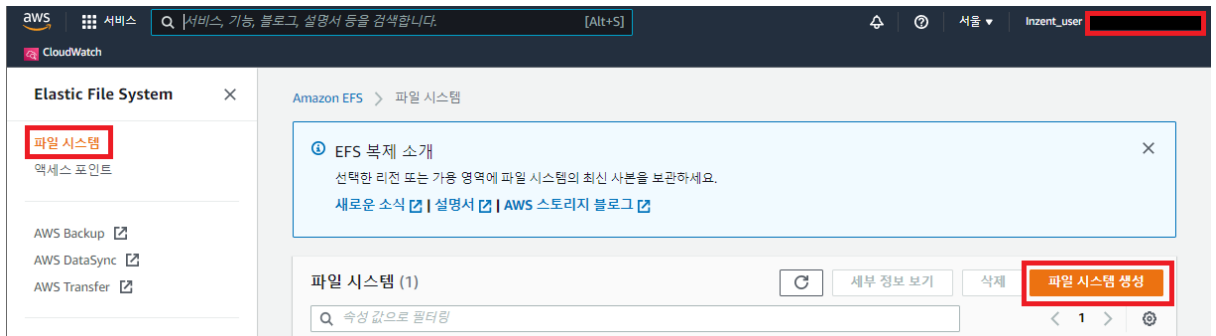 aws 서비스 서비스, 기능, 블로그, 설명서 등을 검색합니다. [Alt+S] 서울 ▼ Inzent_user
CloudWatch
Elastic File System
파일 시스템
액세스 포인트
AWS Backup
AWS DataSync
AWS Transfer
Amazon EFS > 파일 시스템
EFS 복제 소개
선택한 리전 또는 가용 영역에 파일 시스템의 최신 사본을 보관하세요.
새로운 소식 | 설명서 | AWS 스토리지 블로그
파일 시스템 (1) 세부 정보 보기 삭제 파일 시스템 생성
속성 값으로 필터링 < 1 >